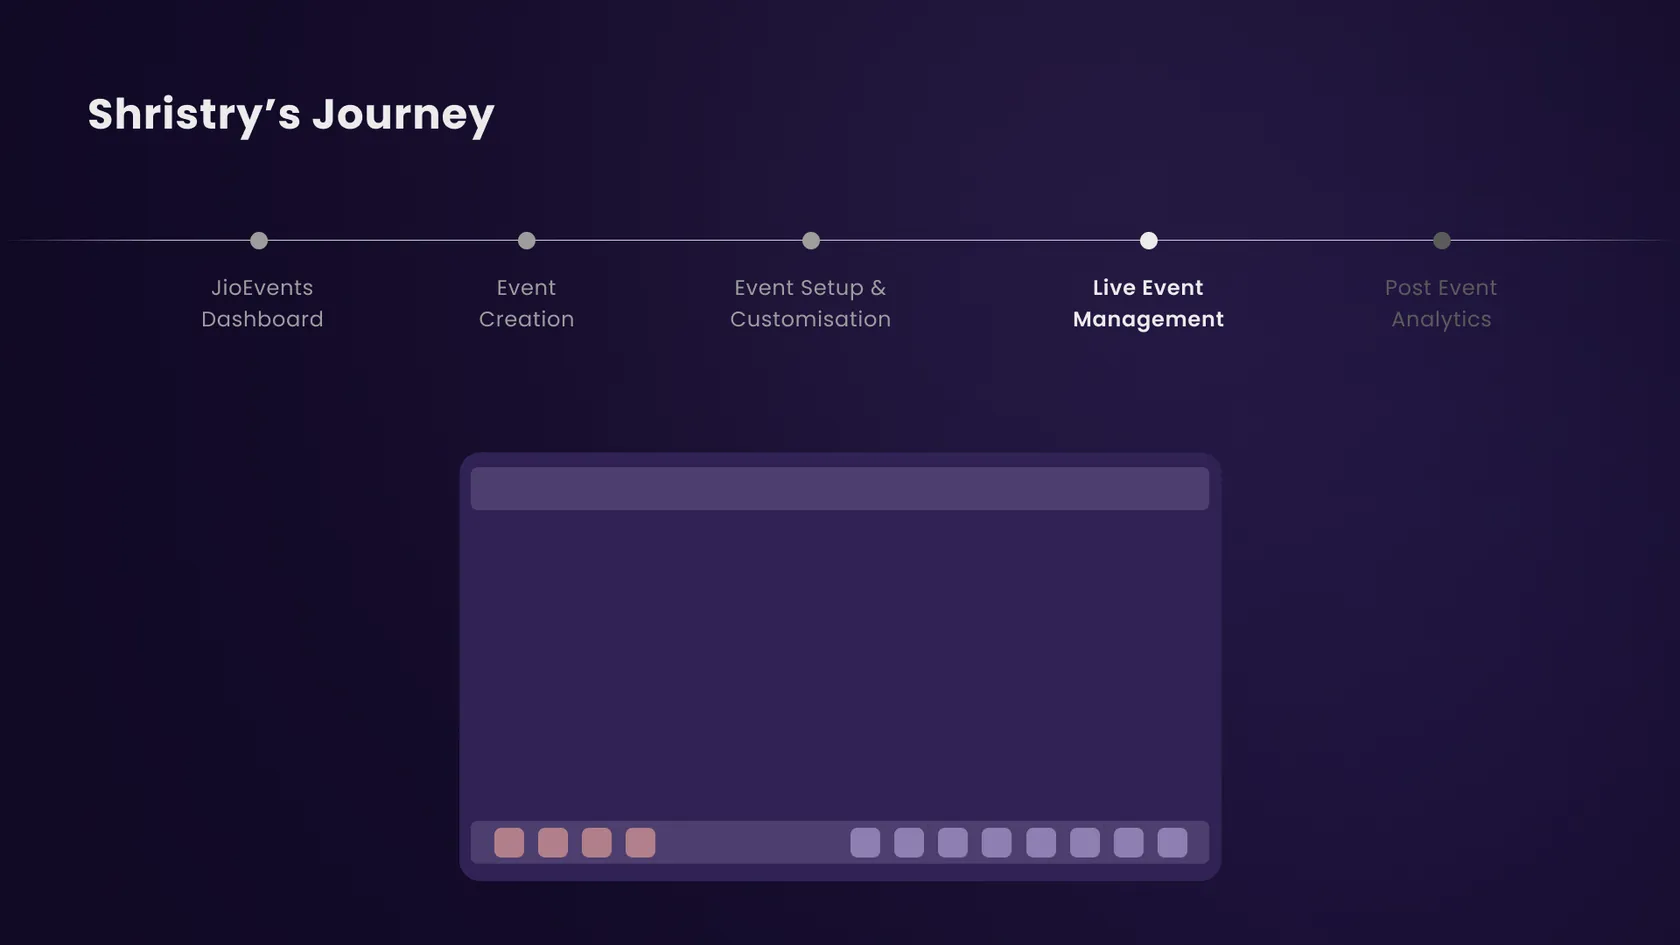 Shristry’s Journey
JioEvents
Dashboard
Event
Creation
Event Setup &
Customisation
Live Event
Management
Post Event
Analytics